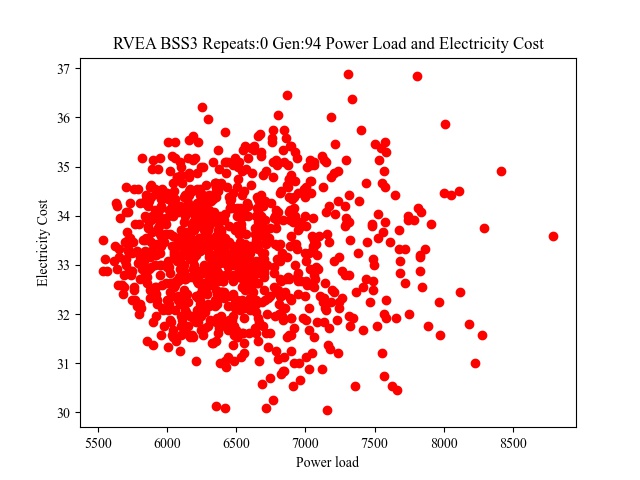 RVEA BSS3 Repeats:0 Gen:94 Power Load and Electricity Cost
37
36
35
34
33
32
31
30
Electricity Cost
5500 6000 6500 7000 7500 8000 8500
Power load